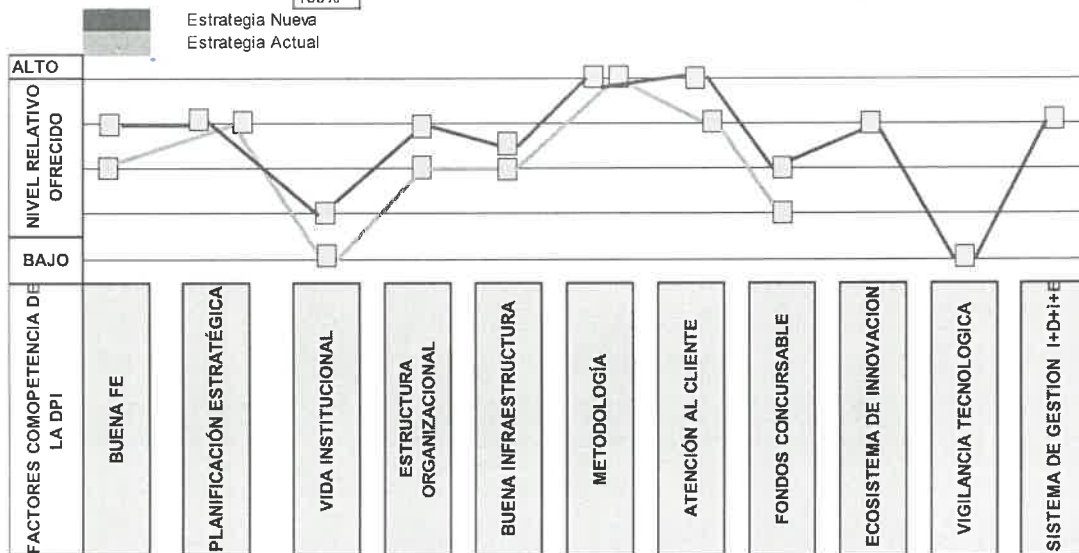 100%
Estrategia Nueva
Estrategia Actual
ALTO
NIVEL RELATIVO
OFRECIDO
BAJO
FACTORES COMOPETENCIA DE
LA DPI
BUENA FE
PLANIFICACIÓN ESTRATÉGICA
VIDA INSTITUCIONAL
ESTRUCTURA
ORGANIZACIONAL
BUENA INFRAESTRUCTURA
METODOLOGÍA
ATENCIÓN AL CLIENTE
FONDOS CONCURSABLE
ECOSISTEMA DE INNOVACION
VIGILANCIA TECNOLOGICA
SISTEMA DE GESTION I+D+i+E